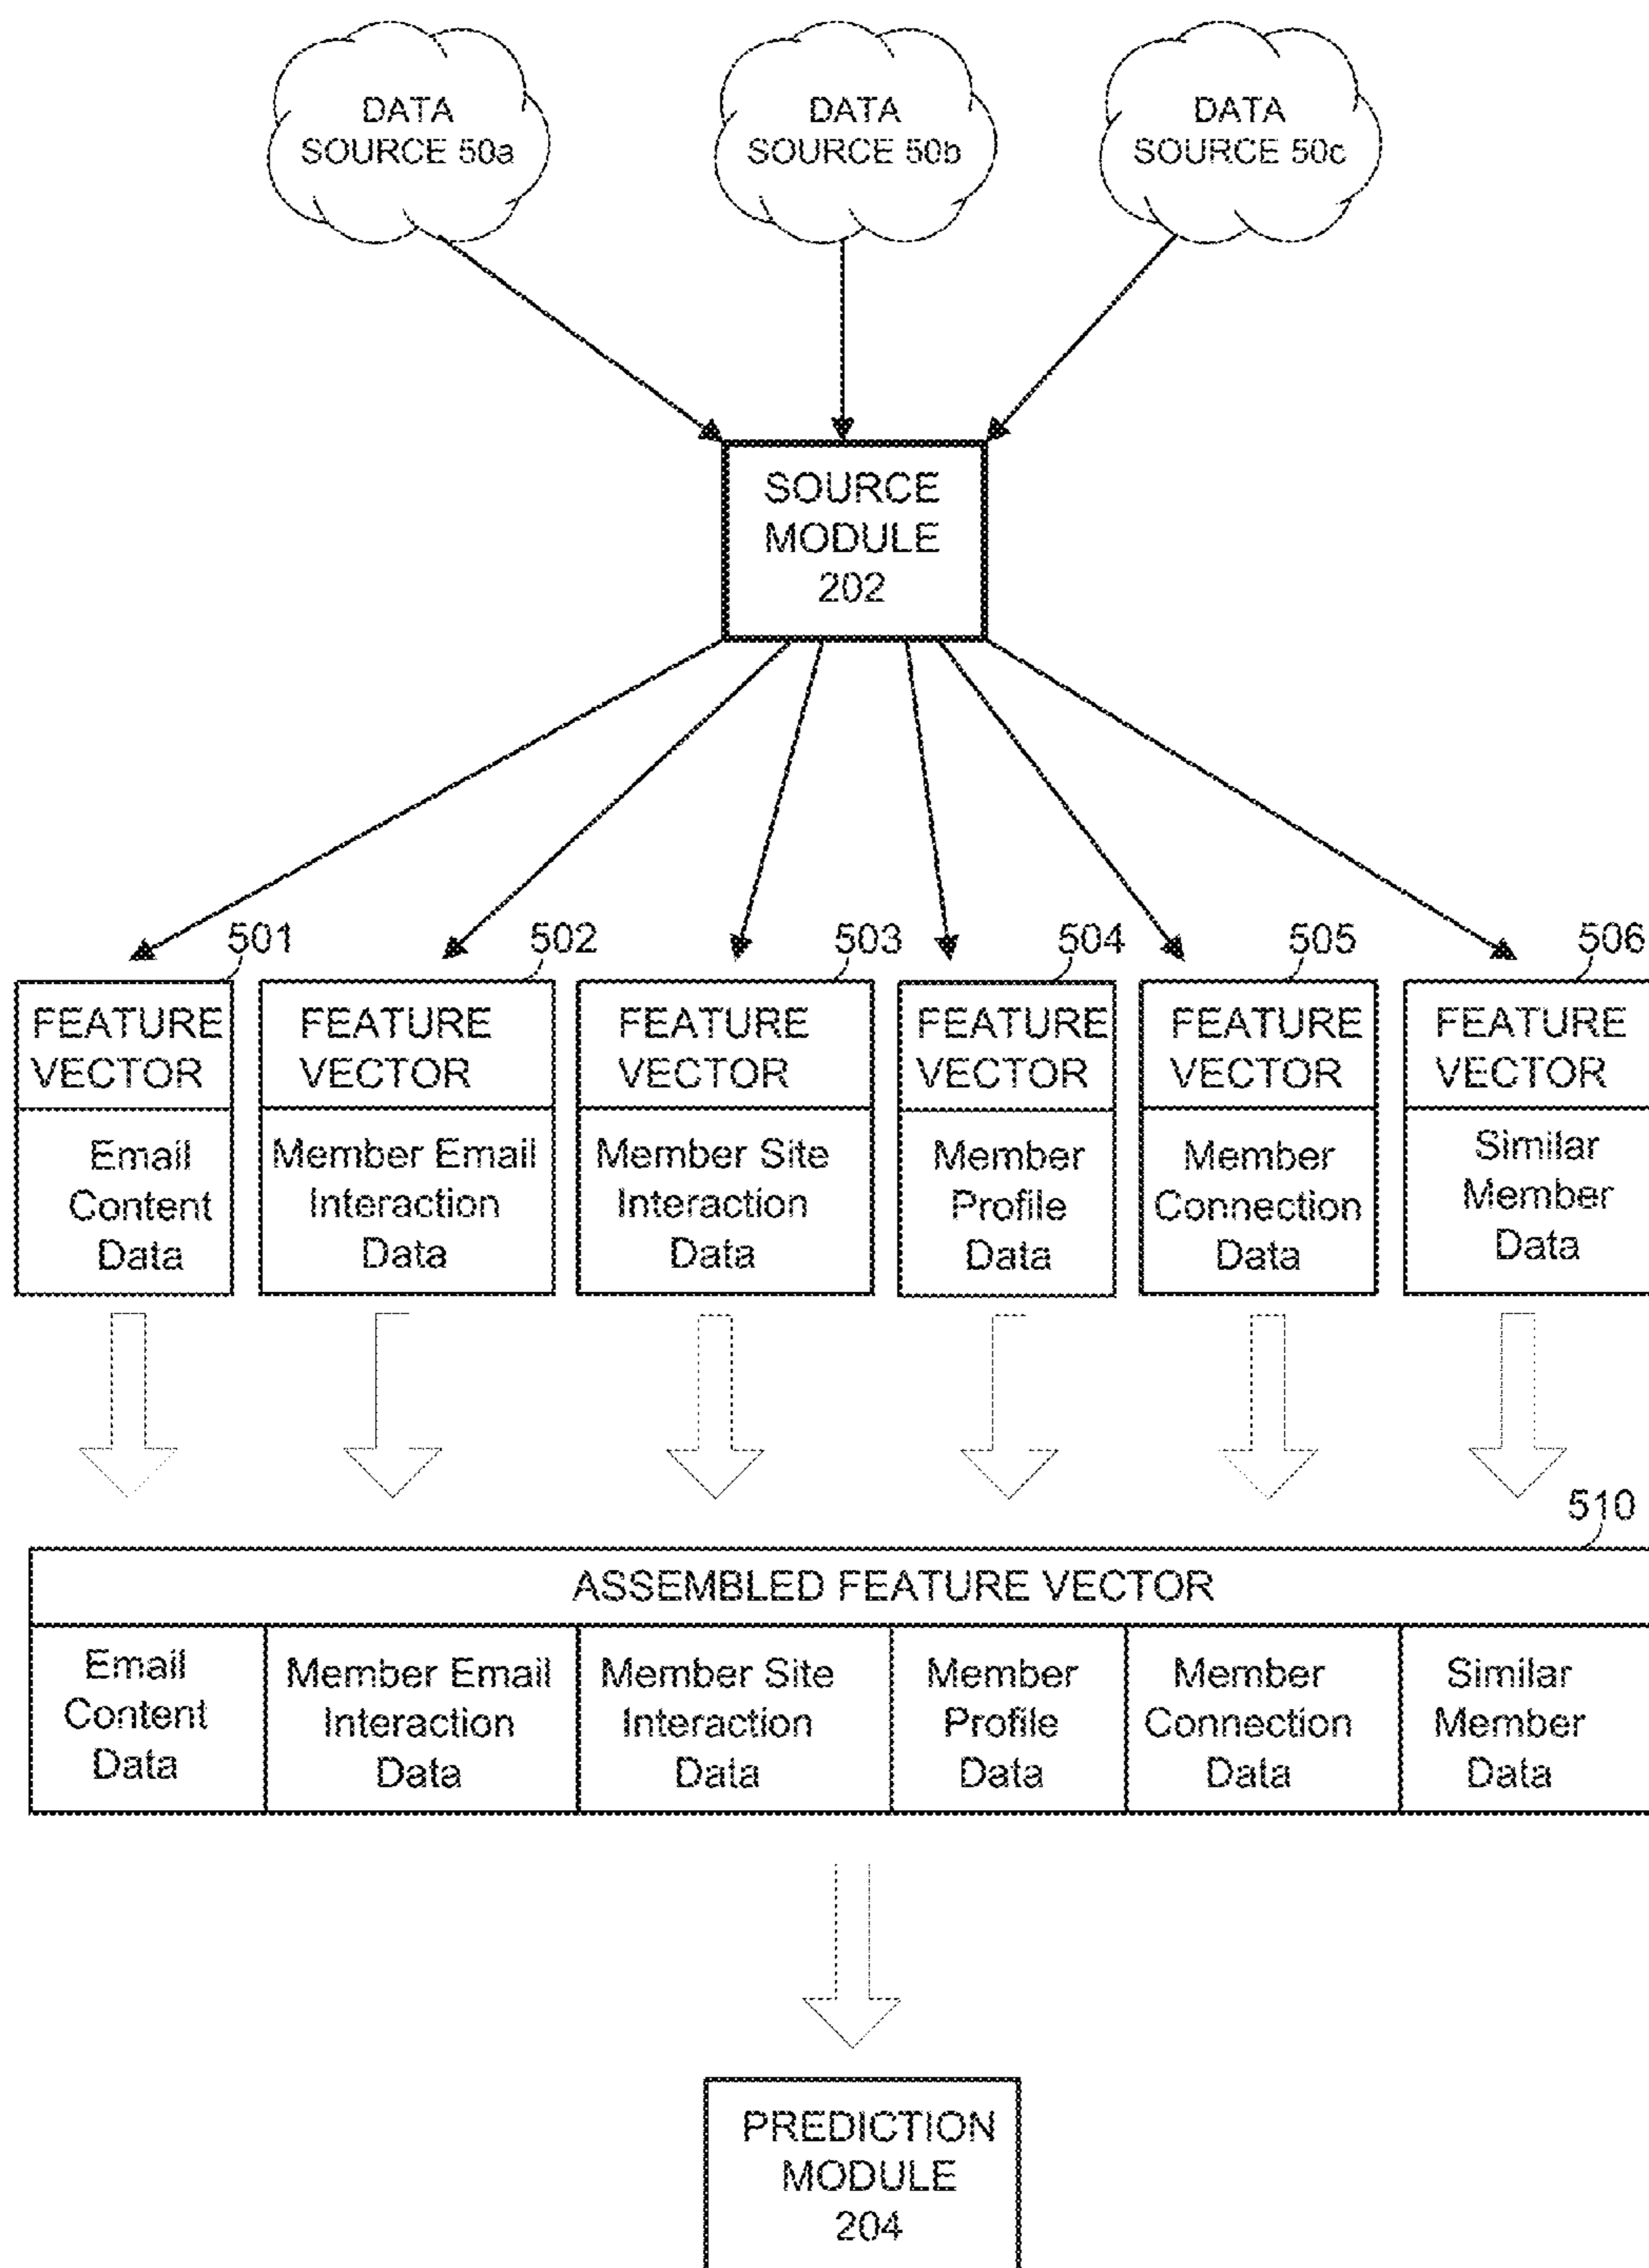 DATA
SOURCE 50a
DATA
SOURCE 50b
DATA
SOURCE 50c
SOURCE
MODULE
202
501
502
503
504
505
506
FEATURE
VECTOR
Email
Content
Data
FEATURE
VECTOR
Member Email
Interaction
Data
FEATURE
VECTOR
Member Site
Interaction
Data
FEATURE
VECTOR
Member
Profile
Data
FEATURE
VECTOR
Member
Connection
Data
FEATURE
VECTOR
Similar
Member
Data
510
ASSEMBLED FEATURE VECTOR
Email
Content
Data
Member Email
Interaction
Data
Member Site
Interaction
Data
Member
Profile
Data
Member
Connection
Data
Similar
Member
Data
PREDICTION
MODULE
204